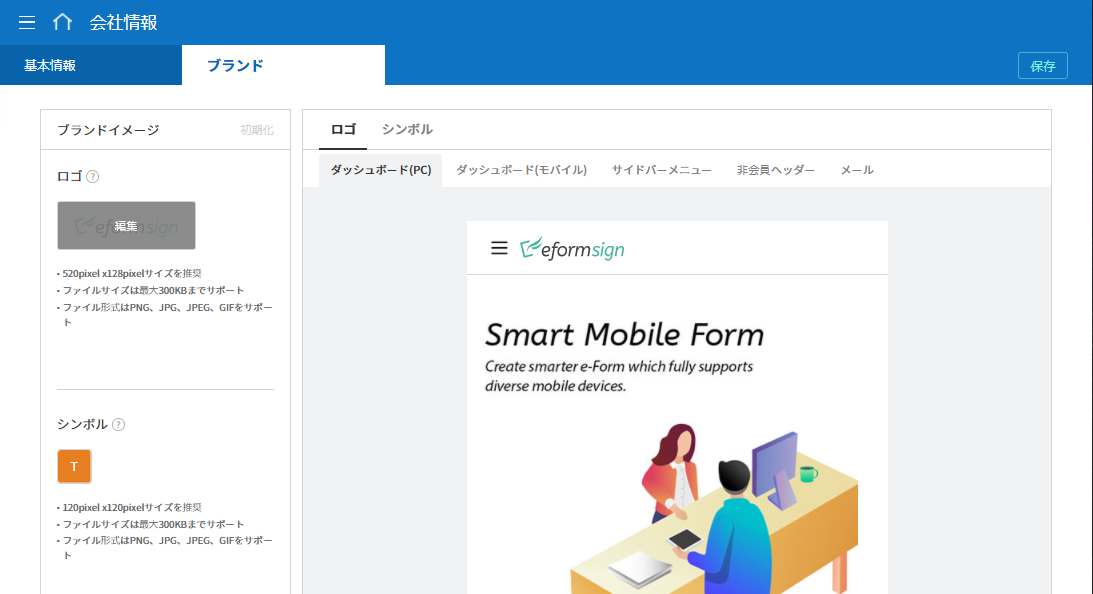 会社情報
基本情報
ブランド
保存
ブランドイメージ
初期化
ロゴ
?
eformsign
編集
• 520pixel x128pixelサイズを推奨
• ファイルサイズは最大300KBまでサポート
• ファイル形式はPNG、JPG、JPEG、GIFをサポー
ト
シンボル
?
T
• 120pixel x120pixelサイズを推奨
• ファイルサイズは最大300KBまでサポート
• ファイル形式はPNG、JPG、JPEG、GIFをサポー
ト
ロゴ
シンボル
ダッシュボード(PC)
ダッシュボード(モバイル)
サイドバーメニュー
非会員ヘッダー
メール
eformsign
Smart Mobile Form
Create smarter e-Form which fully supports
diverse mobile devices.